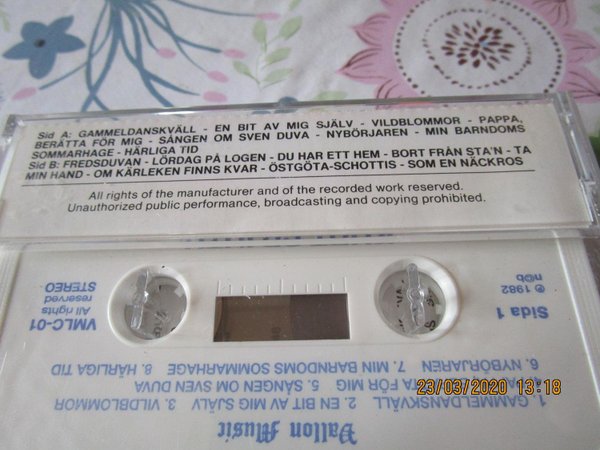 Sid A: GAMMELDANSKVÄLL - EN BIT AV MIG SJÄLV - VILDBLOMMOR - PAPPA,
BERÄTTA FÖR MIG - SÅNGEN OM SVEN DUVA - NYBÖRJAREN - MIN BARNDOMS
SOMMARHAGE - HÄRLIGA TID
Sid B: FREDSDUVAN - LÖRDAG PÅ LOGEN - DU HAR ETT HEM - BORT FRÅN STA'N - TA
MIN HAND - OM KÄRLEKEN FINNS KVAR - ÖSTGÖTA-SCHOTTIS - SOM EN NÄCKROS
All rights of the manufacturer and of the recorded work reserved.
Unauthorized public performance, broadcasting and copying prohibited.
Vallon Music
1. GAMMELDANSKVÄLL 2. EN BIT AV MIG SJÄLV 3. VILDBLOMMOR
TA FÖR MIG 5. SÅNGEN OM SVEN DUVA
6. NYBÖRJAREN 7. MIN BARNDOMS SOMMARHAGE 8. HÄRLIGA TID
Sida 1
℗ 1982
n©b
VMLC-01
All rights
reserved
STEREO
23/03/2020 13:18